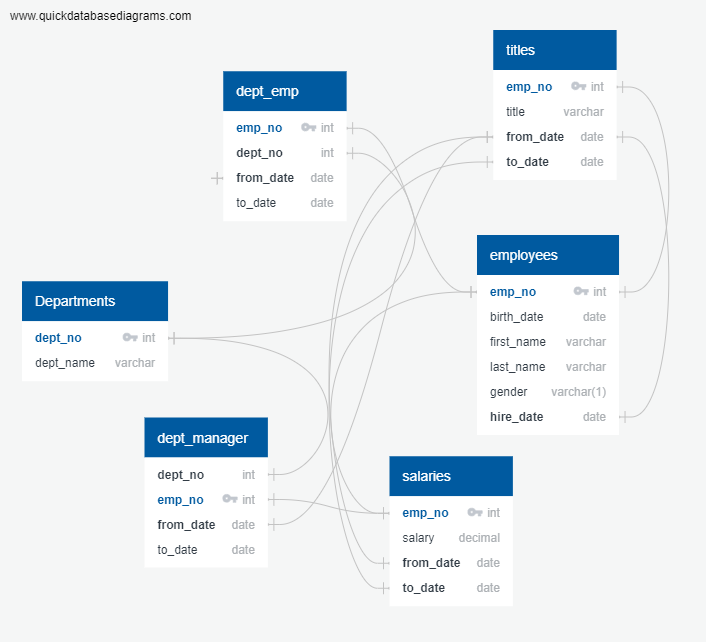 www.quickdatabasediagrams.com
titles
emp_no int
title varchar
from_date date
to_date date
dept_emp
emp_no int
dept_no int
from_date date
to_date date
employees
emp_no int
birth_date date
first_name varchar
last_name varchar
gender varchar(1)
hire_date date
Departments
dept_no int
dept_name varchar
dept_manager
dept_no int
emp_no int
from_date date
to_date date
salaries
emp_no int
salary decimal
from_date date
to_date date